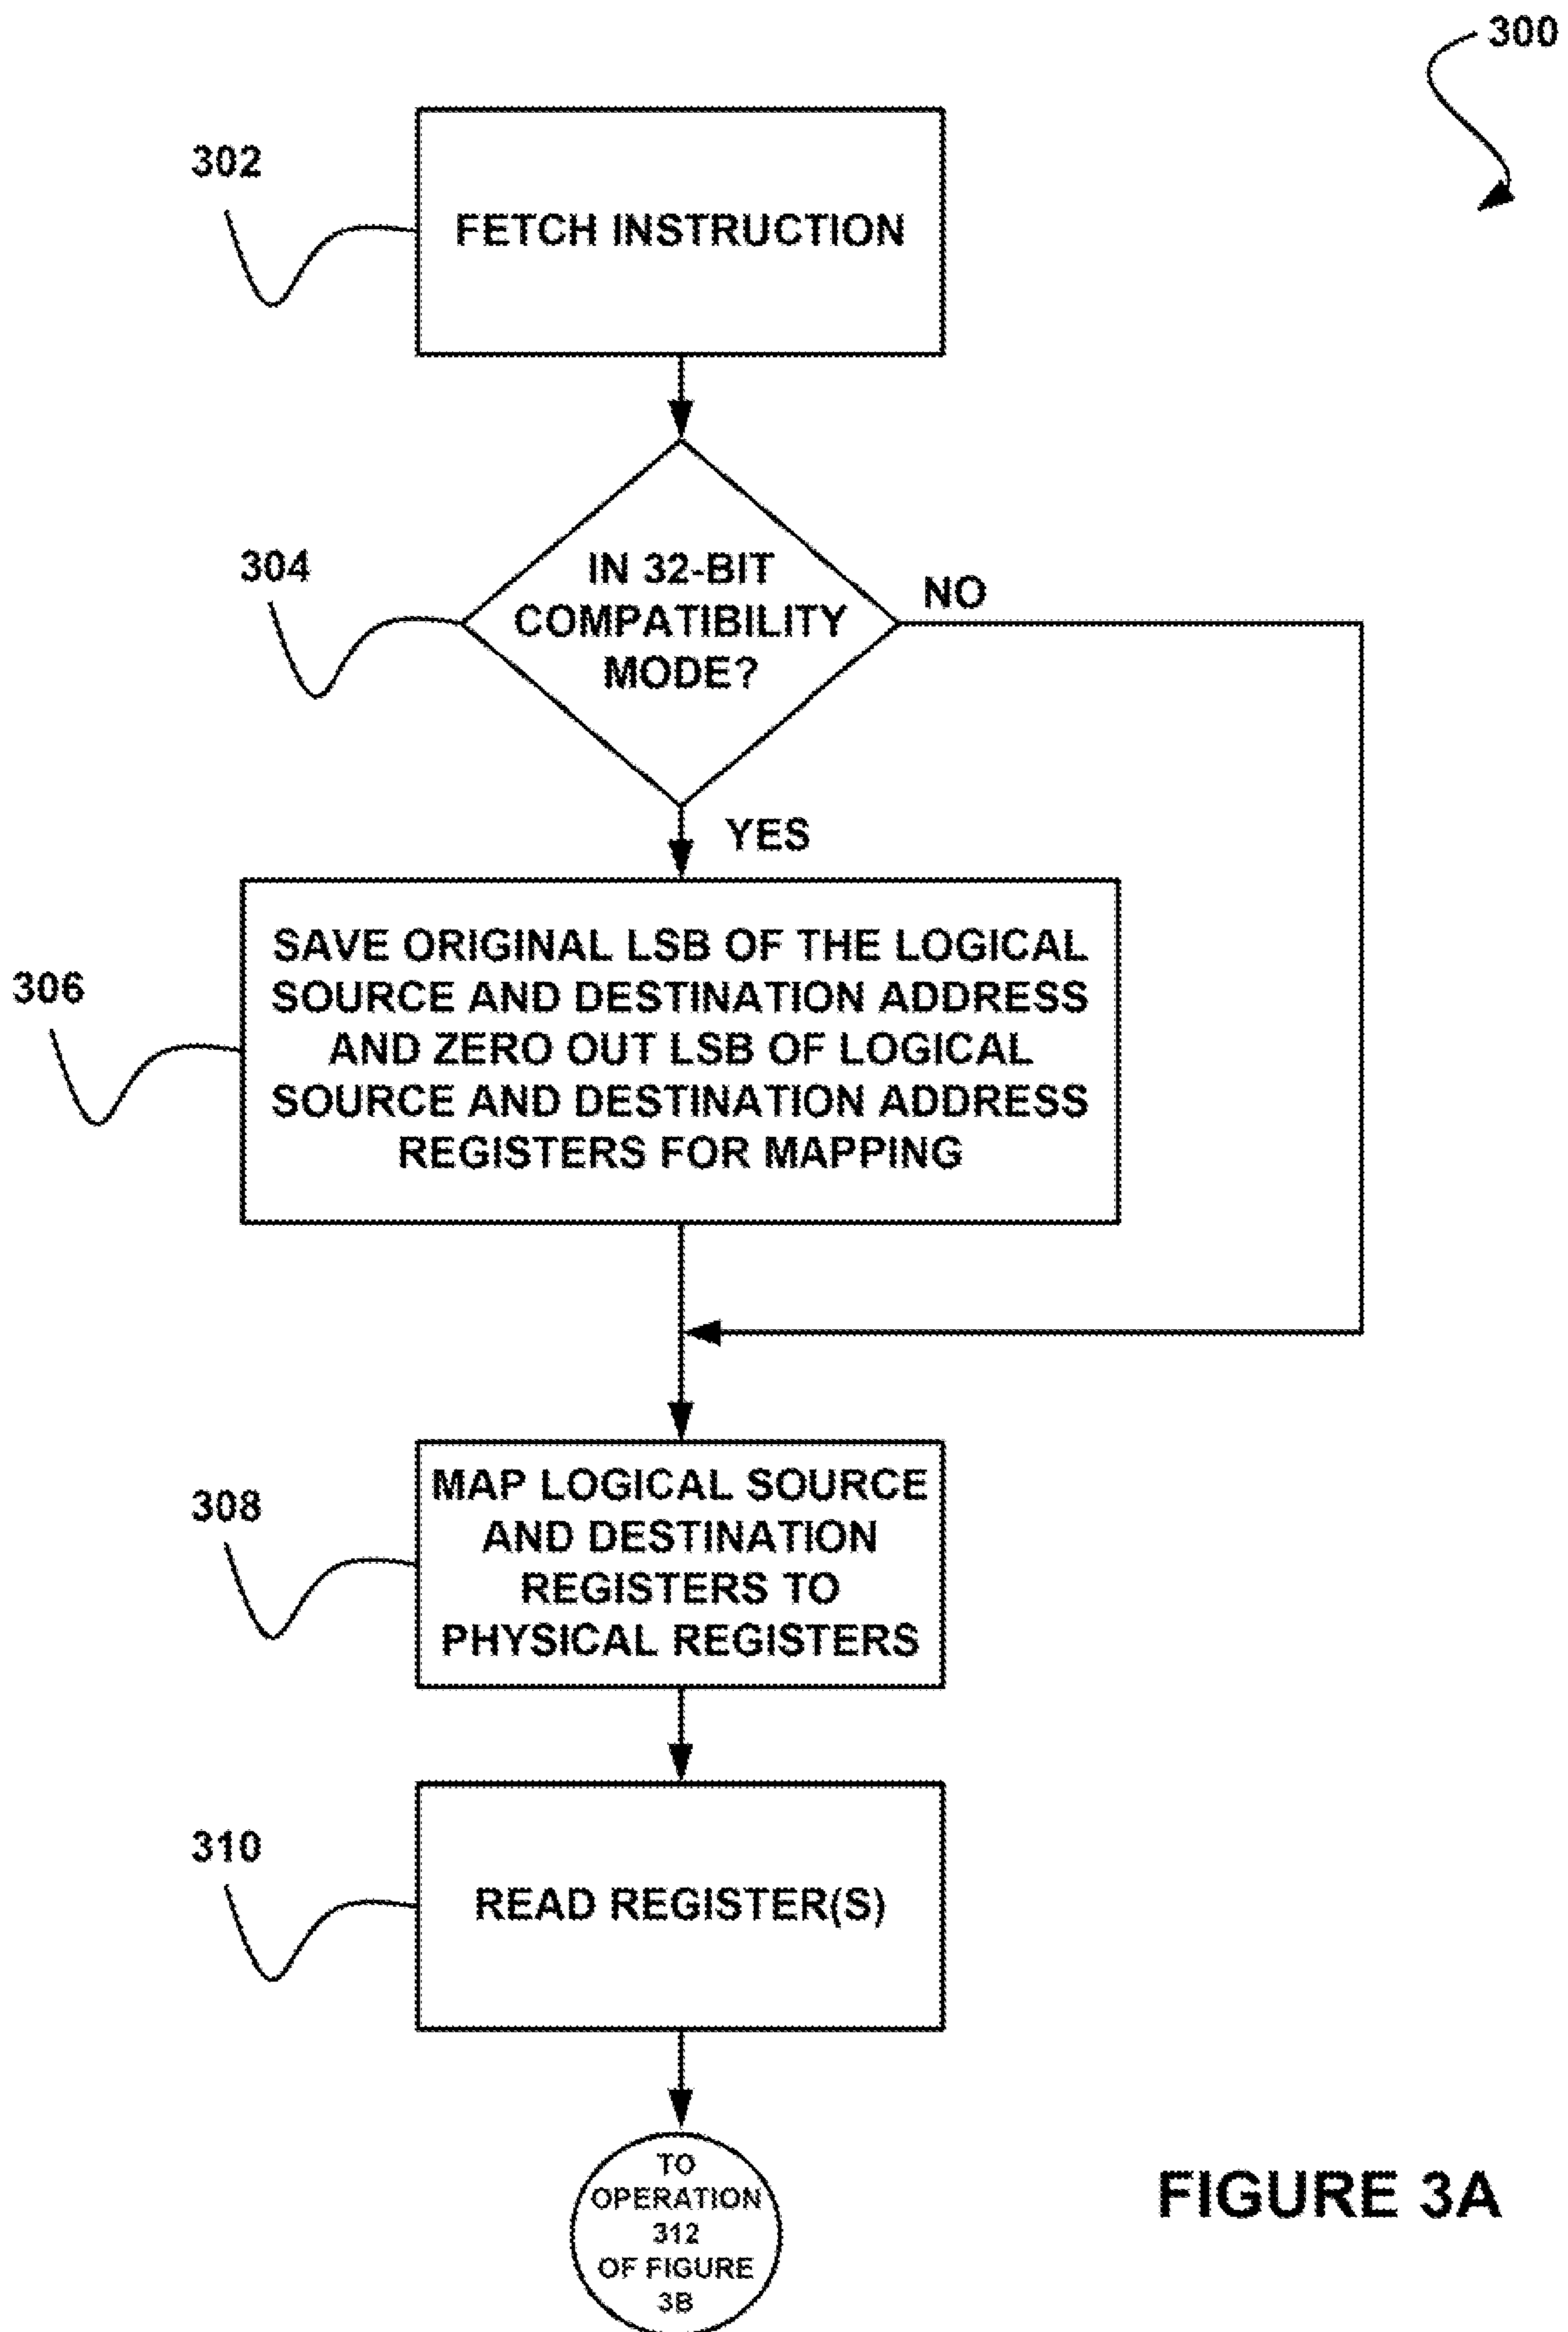 300
302
FETCH INSTRUCTION
304
IN 32-BIT
COMPATIBILITY
MODE?
NO
YES
306
SAVE ORIGINAL LSB OF THE LOGICAL
SOURCE AND DESTINATION ADDRESS
AND ZERO OUT LSB OF LOGICAL
SOURCE AND DESTINATION ADDRESS
REGISTERS FOR MAPPING
308
MAP LOGICAL SOURCE
AND DESTINATION
REGISTERS TO
PHYSICAL REGISTERS
310
READ REGISTER(S)
TO
OPERATION
312
OF FIGURE
3B
FIGURE 3A